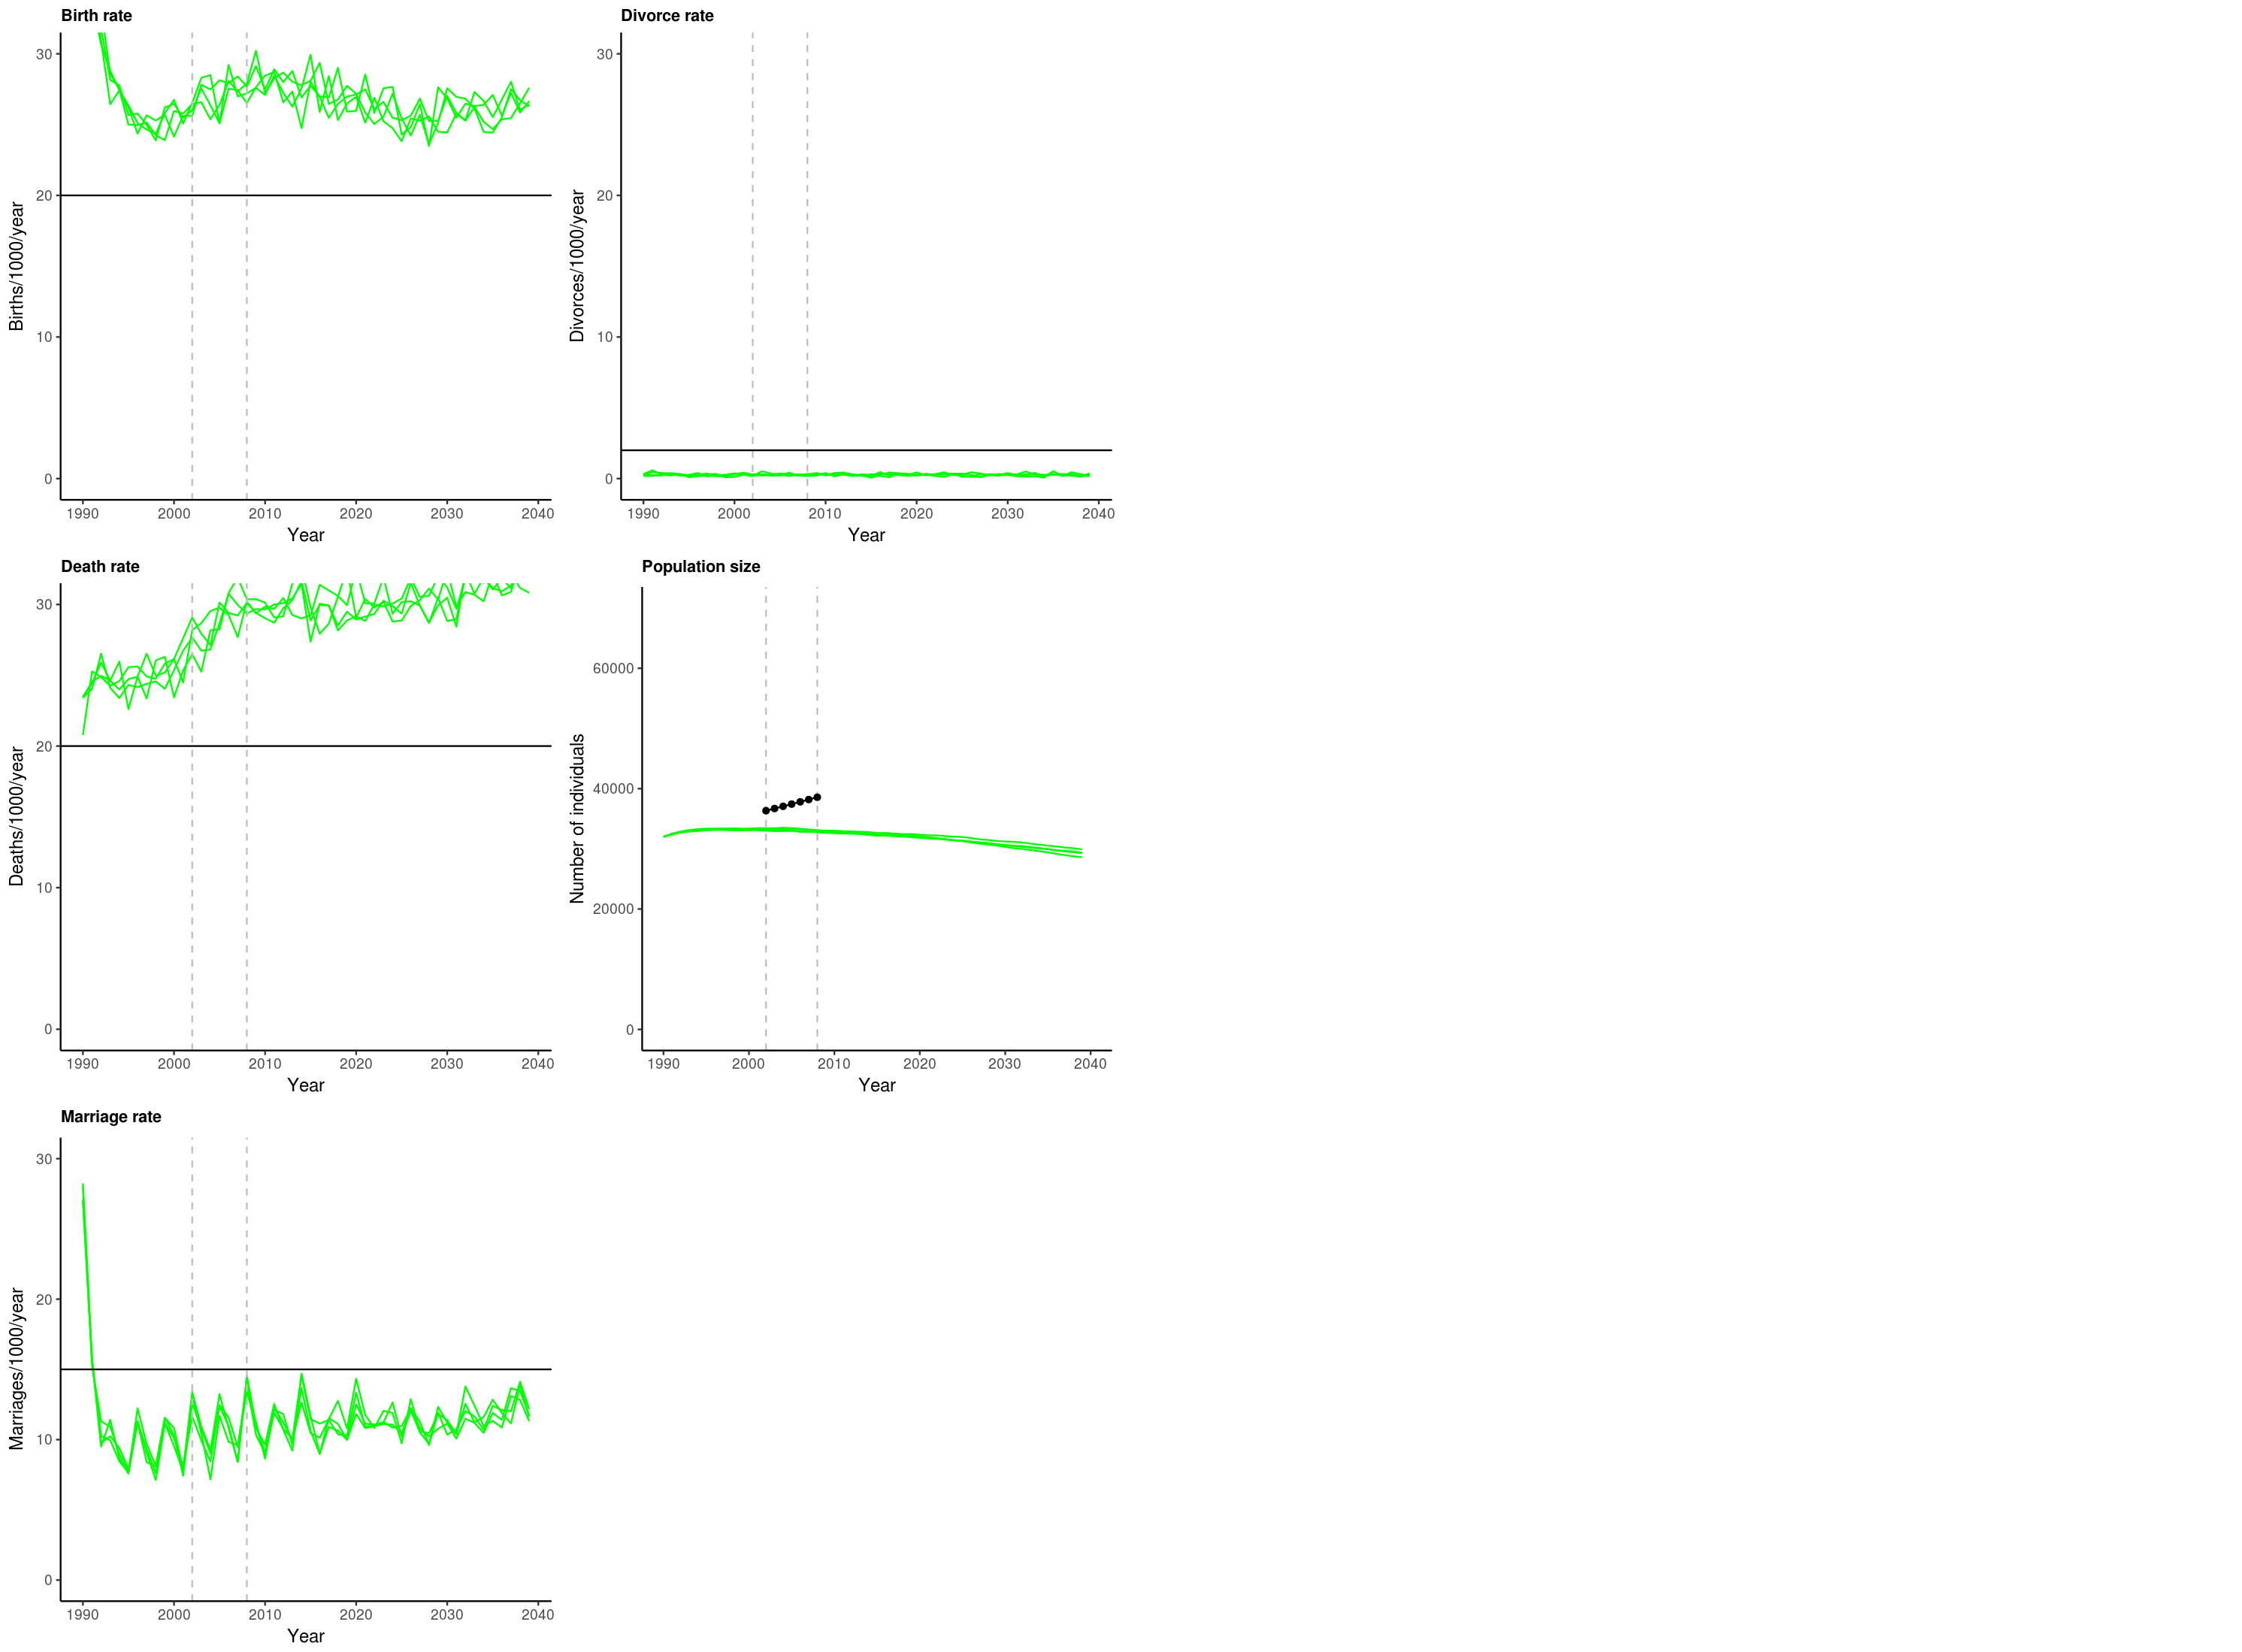 Birth rate
Births/1000/year
30
20
10
0
1990 2000 2010 2020 2030 2040
Year
Divorce rate
Divorces/1000/year
30
20
10
0
1990 2000 2010 2020 2030 2040
Year
Death rate
Deaths/1000/year
30
20
10
0
1990 2000 2010 2020 2030 2040
Year
Population size
Number of individuals
60000
40000
20000
0
1990 2000 2010 2020 2030 2040
Year
Marriage rate
Marriages/1000/year
30
20
10
0
1990 2000 2010 2020 2030 2040
Year